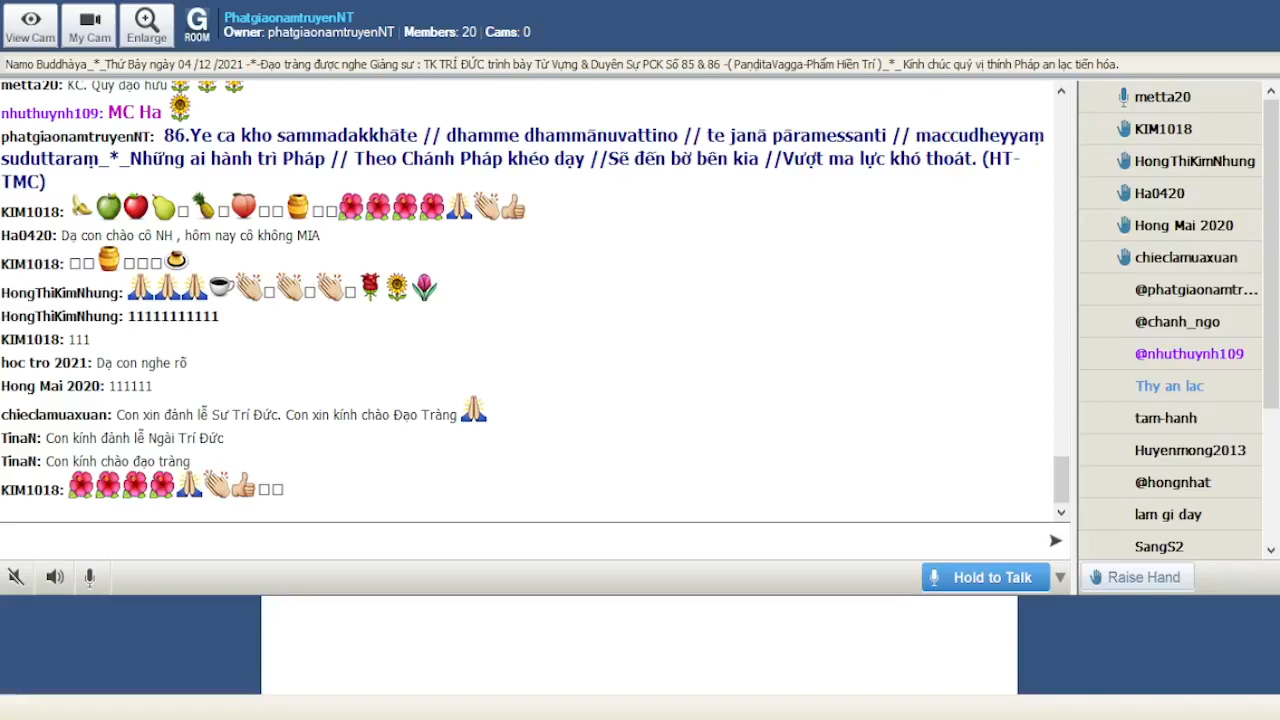 PhatgiaonamtruyenNT
View Cam
My Cam
Enlarge
G ROOM
Owner: phatgiaonamtruyenNT | Members: 20 | Cams: 0
Namo Buddhàya_*_Thứ Bảy ngày 04 /12 /2021 -*-Đạo tràng được nghe Giảng sư : TK TRÍ ĐỨC trình bày Từ Vựng & Duyên Sự PCK Số 85 & 86 -( PaṇḍitaVagga-Phẩm Hiền Trí )_*_ Kính chúc quý vị thính Pháp an lạc tiến hóa.
metta20: KC. Quý đạo hữu
nhuthuynh109: MC Ha
phatgiaonamtruyenNT: 86.Ye ca kho sammadakkhāte // dhamme dhammānuvattino // te janā pāramessanti // maccudheyyaṃ
suduttaraṃ_*_Những ai hành trì Pháp // Theo Chánh Pháp khéo dạy //Sẽ đến bờ bên kia //Vượt ma lực khó thoát. (HT-
TMC)
KIM1018:
Ha0420: Dạ con chào cô NH , hôm nay cô không MIA
KIM1018:
HongThiKimNhung:
HongThiKimNhung: 11111111111
KIM1018: 111
hoc tro 2021: Dạ con nghe rõ
Hong Mai 2020: 111111
chieclamuaxuan: Con xin đảnh lễ Sư Trí Đức. Con xin kính chào Đạo Tràng
TinaN: Con kính đảnh lễ Ngài Trí Đức
TinaN: Con kính chào đạo tràng
KIM1018:
metta20
KIM1018
HongThiKimNhung
Ha0420
Hong Mai 2020
chieclamuaxuan
@phatgiaonamtr...
@chanh_ngo
@nhuthuynh109
Thy an lac
tam-hanh
Huyenmong2013
@hongnhat
lam gi day
SangS2
Hold to Talk
Raise Hand